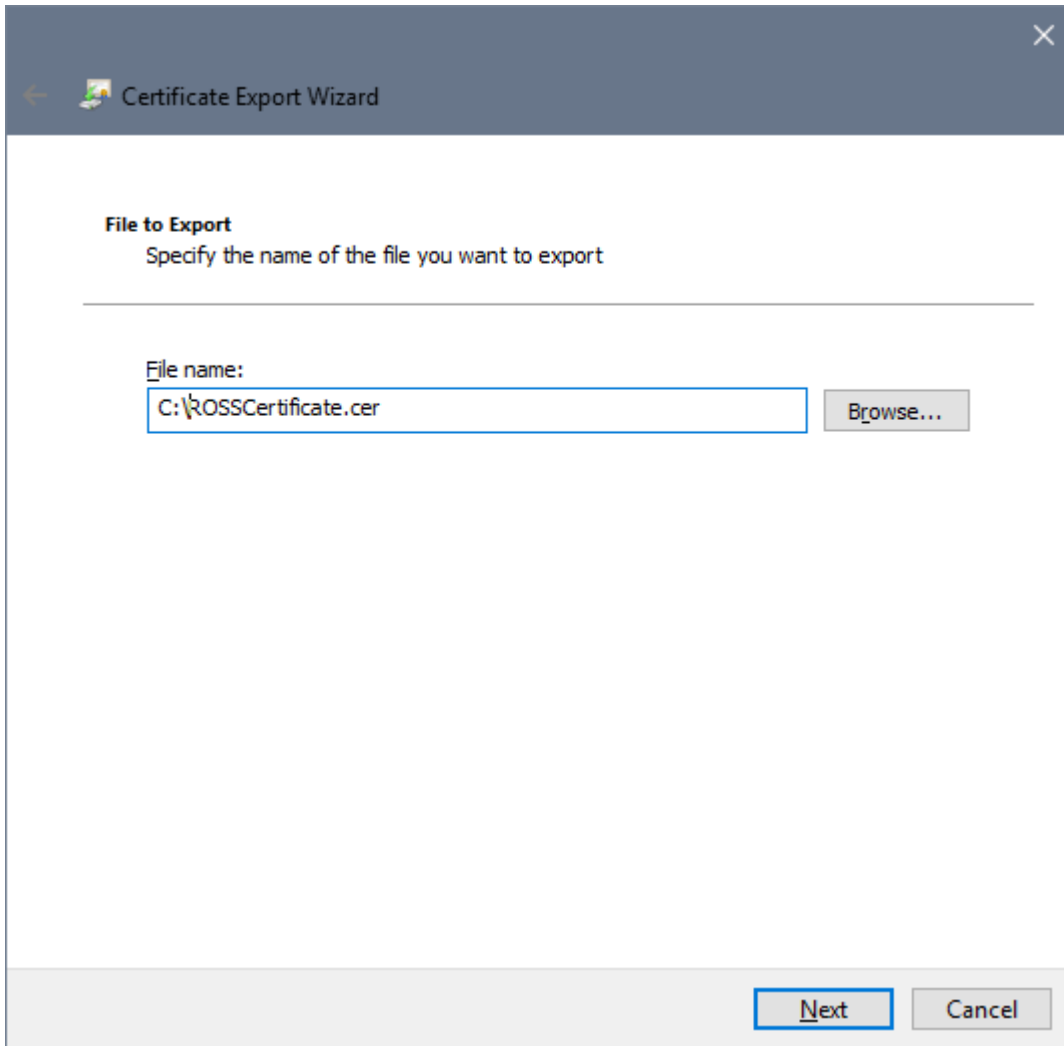 Certificate Export Wizard
File to Export
Specify the name of the file you want to export
File name:
C:\ROSSCertificate.cer
Browse...
Next
Cancel